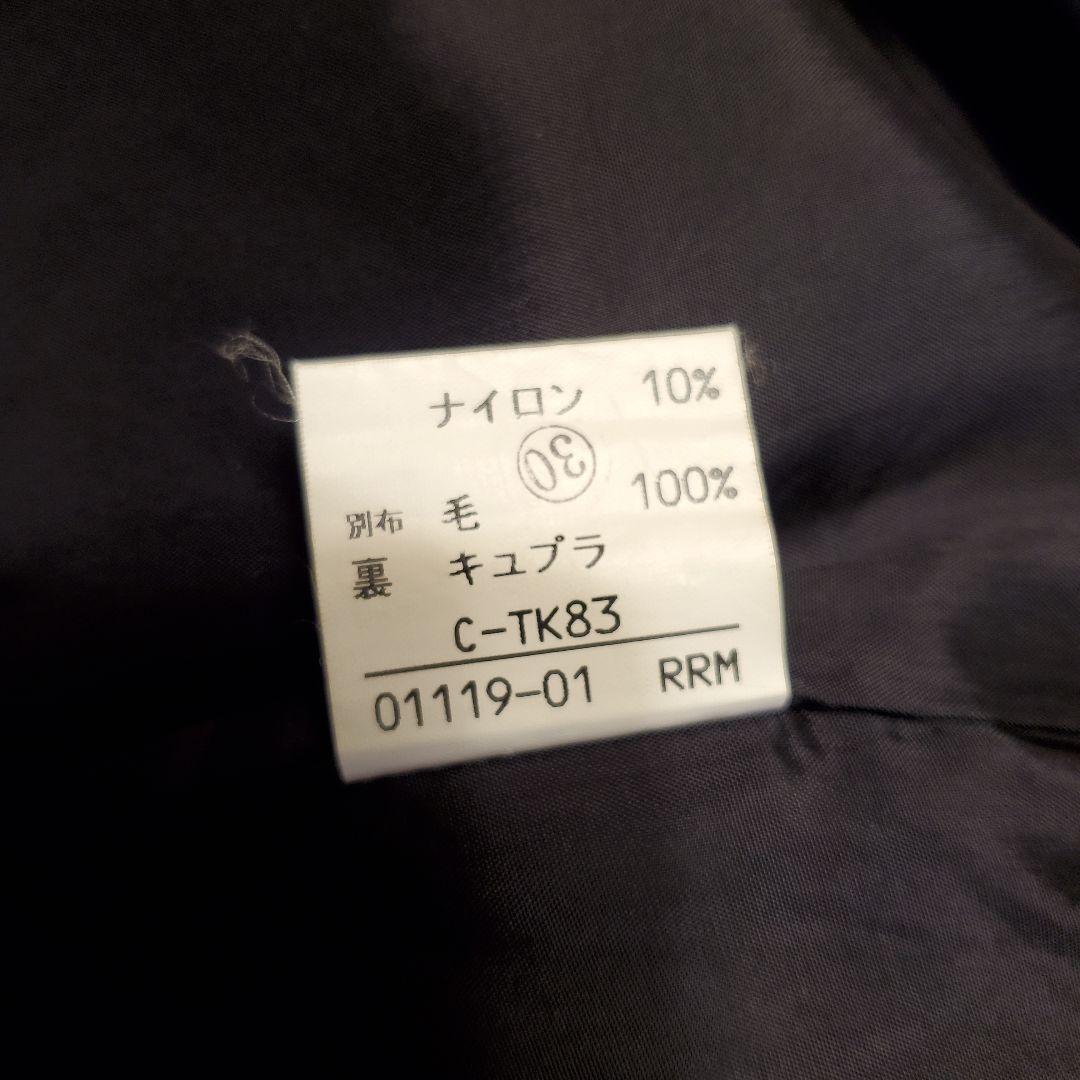 ナイロン 10%
30
別布 毛 100%
裏 キュプラ
C-TK83
01119-01 RRM